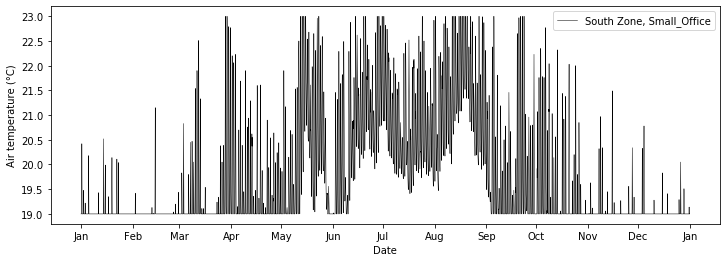 South Zone, Small_Office
Air temperature (°C)
23.0
22.5
22.0
21.5
21.0
20.5
20.0
19.5
19.0
Jan Feb Mar Apr May Jun Jul Aug Sep Oct Nov Dec Jan
Date